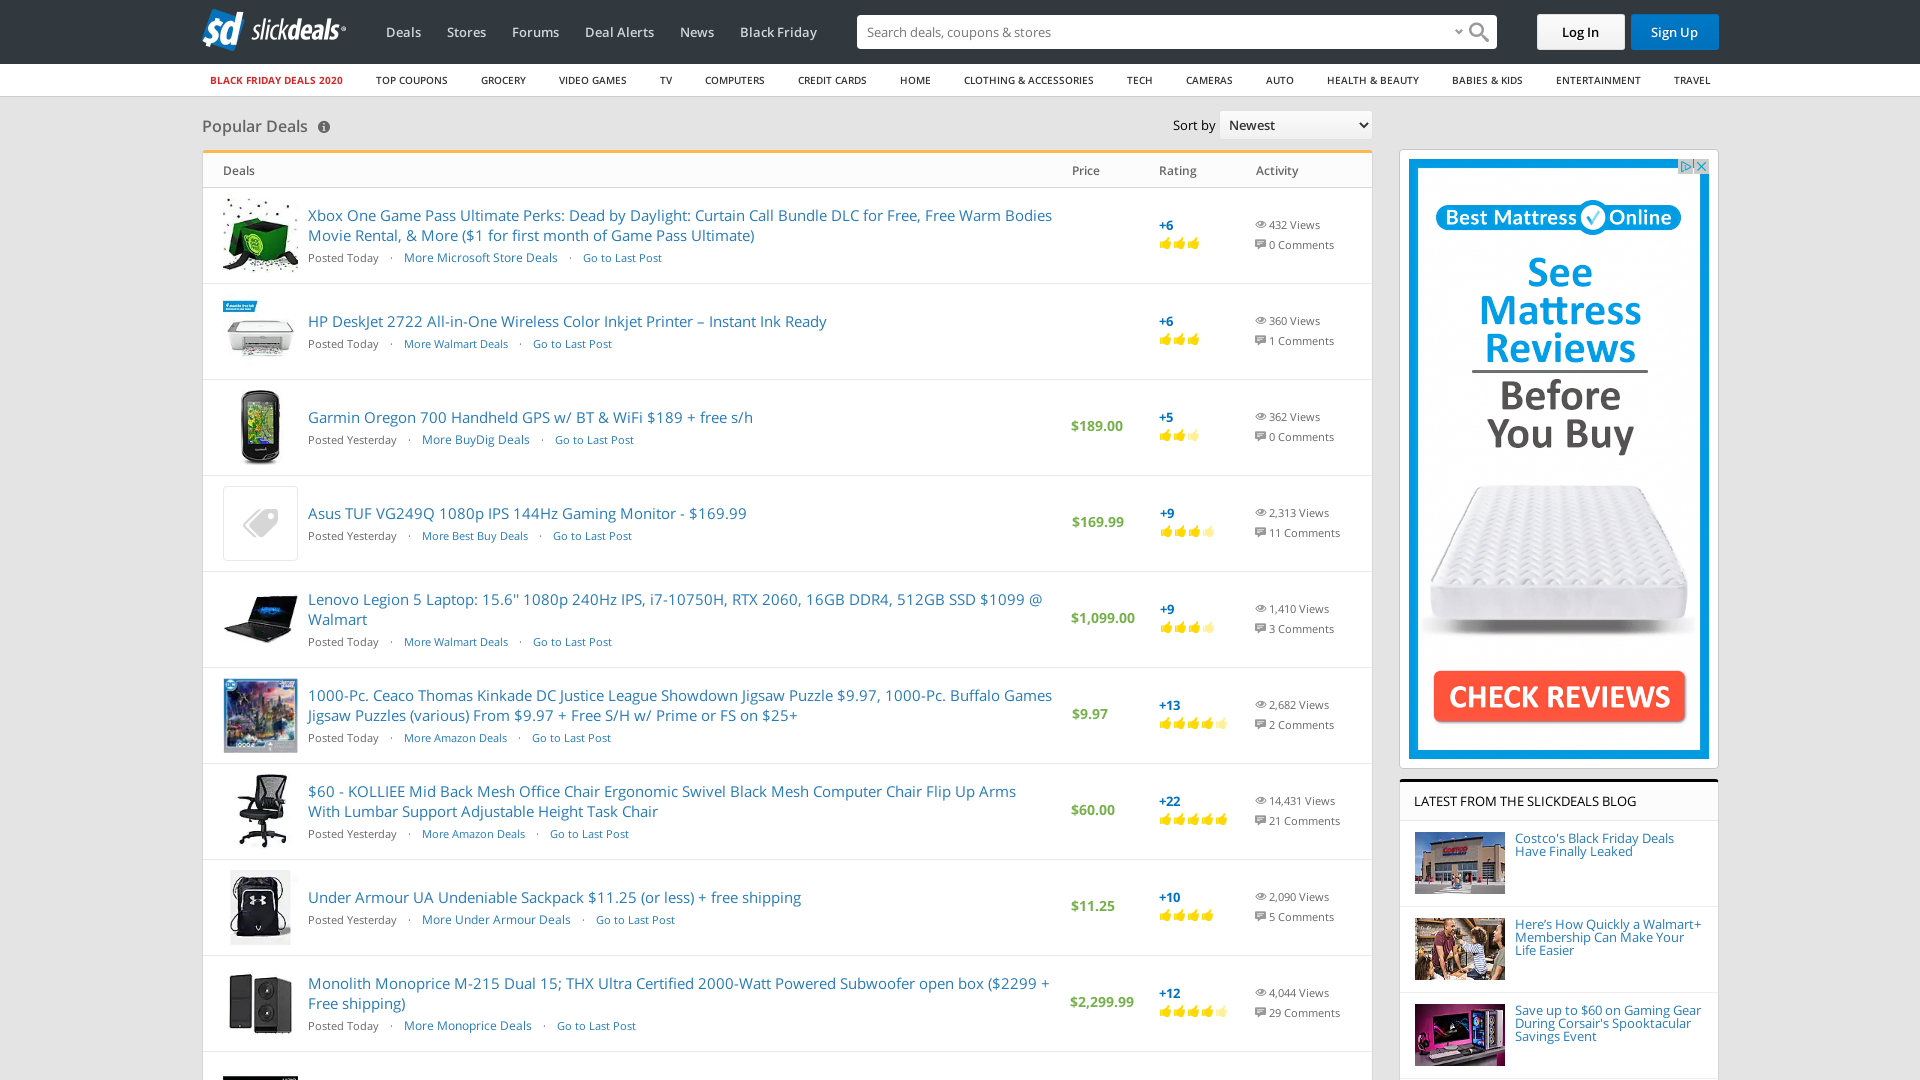 sd slickdeals
Deals
Stores
Forums
Deal Alerts
News
Black Friday
Search deals, coupons & stores
Log In
Sign Up
BLACK FRIDAY DEALS 2020
TOP COUPONS
GROCERY
VIDEO GAMES
TV
COMPUTERS
CREDIT CARDS
HOME
CLOTHING & ACCESSORIES
TECH
CAMERAS
AUTO
HEALTH & BEAUTY
BABIES & KIDS
ENTERTAINMENT
TRAVEL
Popular Deals
Sort by
Newest
Deals
Price
Rating
Activity
Xbox One Game Pass Ultimate Perks: Dead by Daylight: Curtain Call Bundle DLC for Free, Free Warm Bodies
Movie Rental, & More ($1 for first month of Game Pass Ultimate)
Posted Today · More Microsoft Store Deals · Go to Last Post
+6
432 Views
0 Comments
HP DeskJet 2722 All-in-One Wireless Color Inkjet Printer – Instant Ink Ready
Posted Today · More Walmart Deals · Go to Last Post
+6
360 Views
1 Comments
Garmin Oregon 700 Handheld GPS w/ BT & WiFi $189 + free s/h
Posted Yesterday · More BuyDig Deals · Go to Last Post
$189.00
+5
362 Views
0 Comments
Asus TUF VG249Q 1080p IPS 144Hz Gaming Monitor - $169.99
Posted Yesterday · More Best Buy Deals · Go to Last Post
$169.99
+9
2,313 Views
11 Comments
Lenovo Legion 5 Laptop: 15.6'' 1080p 240Hz IPS, i7-10750H, RTX 2060, 16GB DDR4, 512GB SSD $1099 @
Walmart
Posted Today · More Walmart Deals · Go to Last Post
$1,099.00
+9
1,410 Views
3 Comments
1000-Pc. Ceaco Thomas Kinkade DC Justice League Showdown Jigsaw Puzzle $9.97, 1000-Pc. Buffalo Games
Jigsaw Puzzles (various) From $9.97 + Free S/H w/ Prime or FS on $25+
Posted Today · More Amazon Deals · Go to Last Post
$9.97
+13
2,682 Views
2 Comments
$60 - KOLLIEE Mid Back Mesh Office Chair Ergonomic Swivel Black Mesh Computer Chair Flip Up Arms
With Lumbar Support Adjustable Height Task Chair
Posted Yesterday · More Amazon Deals · Go to Last Post
$60.00
+22
14,431 Views
21 Comments
Under Armour UA Undeniable Sackpack $11.25 (or less) + free shipping
Posted Yesterday · More Under Armour Deals · Go to Last Post
$11.25
+10
2,090 Views
5 Comments
Monolith Monoprice M-215 Dual 15; THX Ultra Certified 2000-Watt Powered Subwoofer open box ($2299 +
Free shipping)
Posted Today · More Monoprice Deals · Go to Last Post
$2,299.99
+12
4,044 Views
29 Comments
Best Mattress Online
See
Mattress
Reviews
Before
You Buy
CHECK REVIEWS
LATEST FROM THE SLICKDEALS BLOG
Costco's Black Friday Deals
Have Finally Leaked
Here’s How Quickly a Walmart+
Membership Can Make Your
Life Easier
Save up to $60 on Gaming Gear
During Corsair's Spooktacular
Savings Event